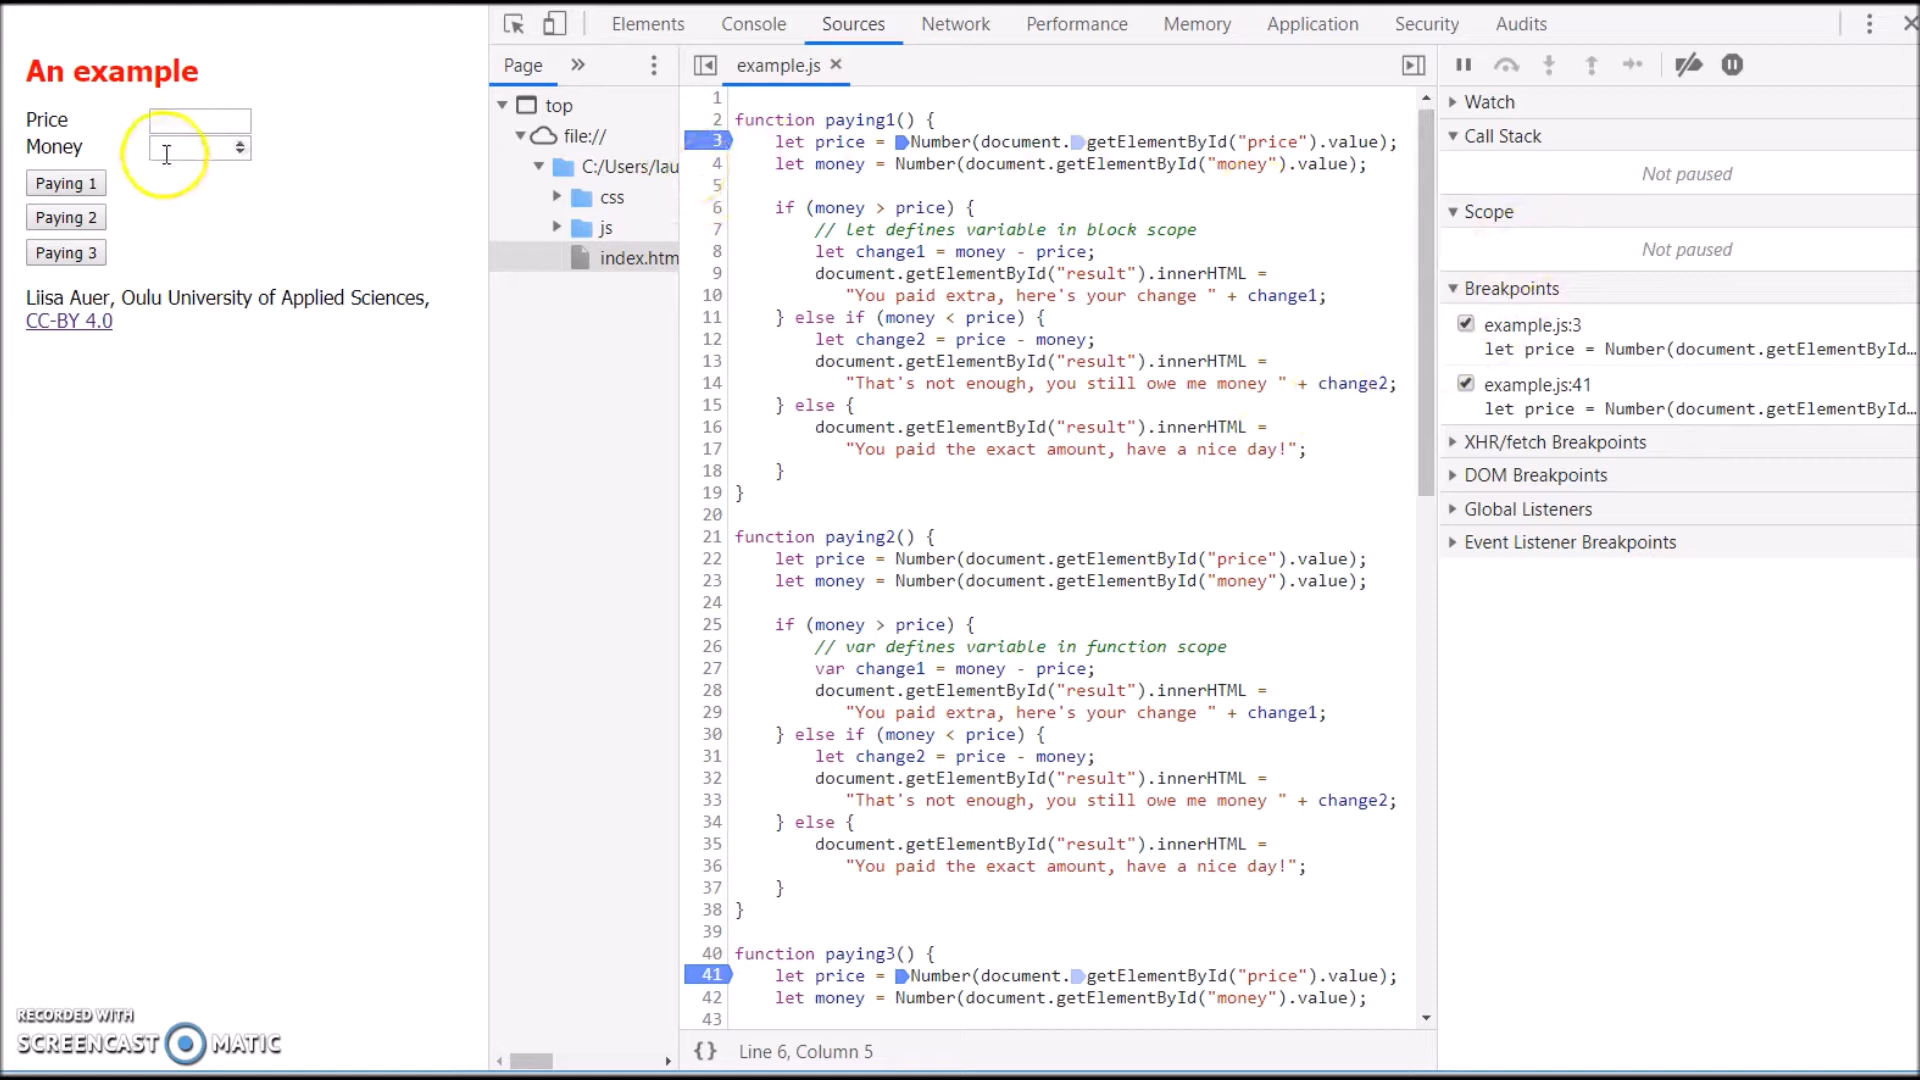 An example
Price
Money
Paying 1
Paying 2
Paying 3
Liisa Auer, Oulu University of Applied Sciences,
CC-BY 4.0
RECORDED WITH
SCREENCAST MATIC
Elements Console Sources Network Performance Memory Application Security Audits
Page »
top
file://
C:/Users/lau
css
js
index.htm
example.js ×
1
2 function paying1() {
3 let price = Number(document.getElementById("price").value);
4 let money = Number(document.getElementById("money").value);
5
6 if (money > price) {
7 // let defines variable in block scope
8 let change1 = money - price;
9 document.getElementById("result").innerHTML =
10 "You paid extra, here's your change " + change1;
11 } else if (money < price) {
12 let change2 = price - money;
13 document.getElementById("result").innerHTML =
14 "That's not enough, you still owe me money " + change2;
15 } else {
16 document.getElementById("result").innerHTML =
17 "You paid the exact amount, have a nice day!";
18 }
19 }
20
21 function paying2() {
22 let price = Number(document.getElementById("price").value);
23 let money = Number(document.getElementById("money").value);
24
25 if (money > price) {
26 // var defines variable in function scope
27 var change1 = money - price;
28 document.getElementById("result").innerHTML =
29 "You paid extra, here's your change " + change1;
30 } else if (money < price) {
31 let change2 = price - money;
32 document.getElementById("result").innerHTML =
33 "That's not enough, you still owe me money " + change2;
34 } else {
35 document.getElementById("result").innerHTML =
36 "You paid the exact amount, have a nice day!";
37 }
38 }
39
40 function paying3() {
41 let price = Number(document.getElementById("price").value);
42 let money = Number(document.getElementById("money").value);
43
{} Line 6, Column 5
Watch
Call Stack
Not paused
Scope
Not paused
Breakpoints
example.js:3
let price = Number(document.getElementById…
example.js:41
let price = Number(document.getElementById…
XHR/fetch Breakpoints
DOM Breakpoints
Global Listeners
Event Listener Breakpoints